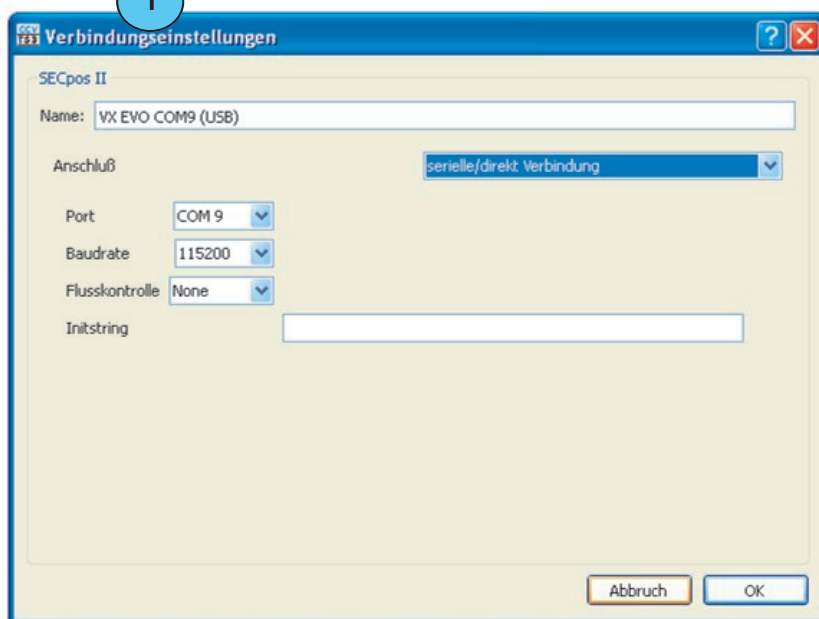 1
Verbindungseinstellungen
SECpos II
Name: VX EVO COM9 (USB)
Anschluß serielle/direkt Verbindung
Port COM 9
Baudrate 115200
Flusskontrolle None
Initstring
Abbruch OK